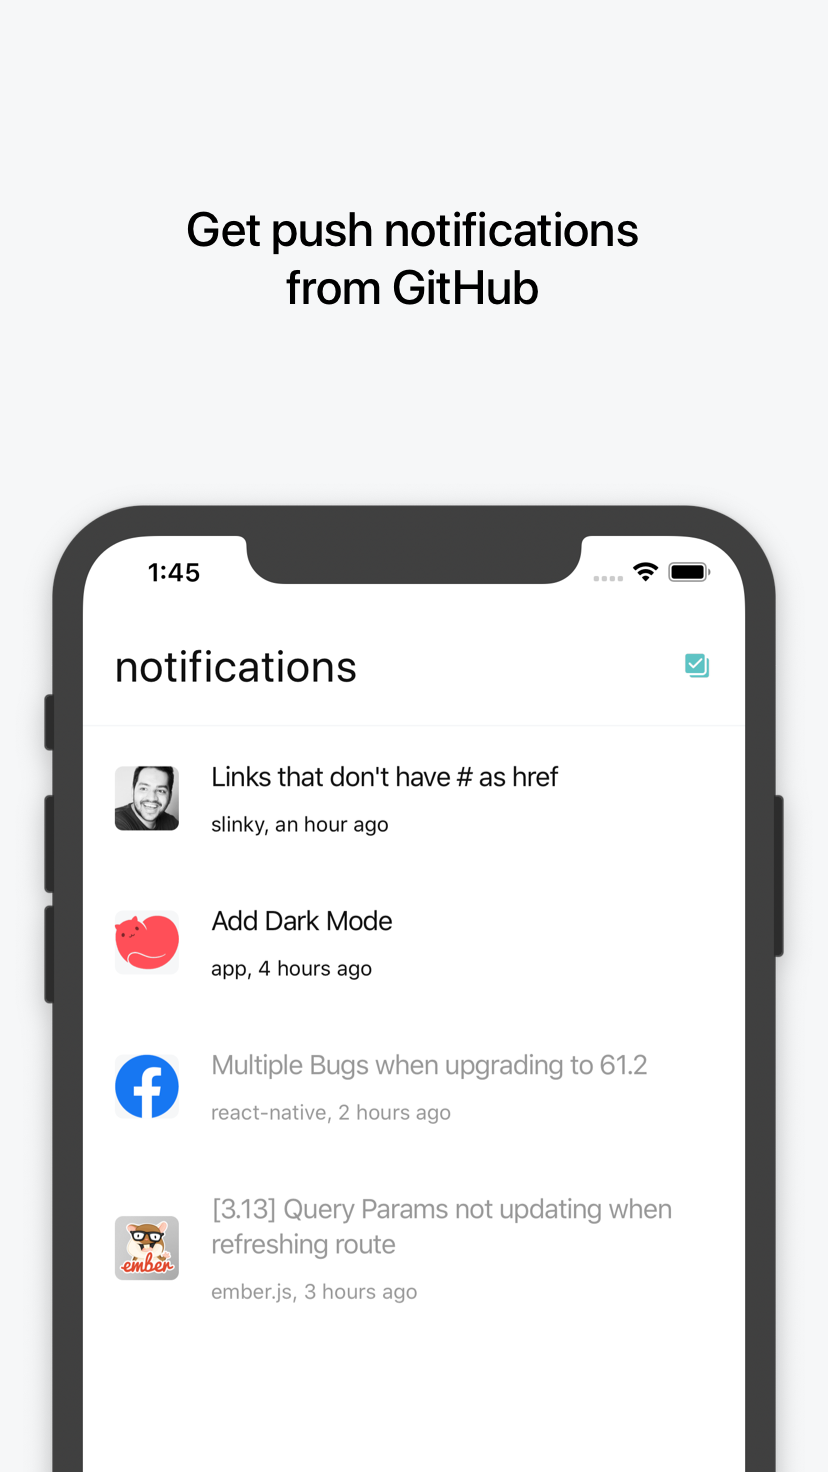 Get push notifications
from GitHub
1:45
notifications
Links that don't have # as href
slinky, an hour ago
Add Dark Mode
app, 4 hours ago
Multiple Bugs when upgrading to 61.2
react-native, 2 hours ago
[3.13] Query Params not updating when
refreshing route
ember
ember.js, 3 hours ago